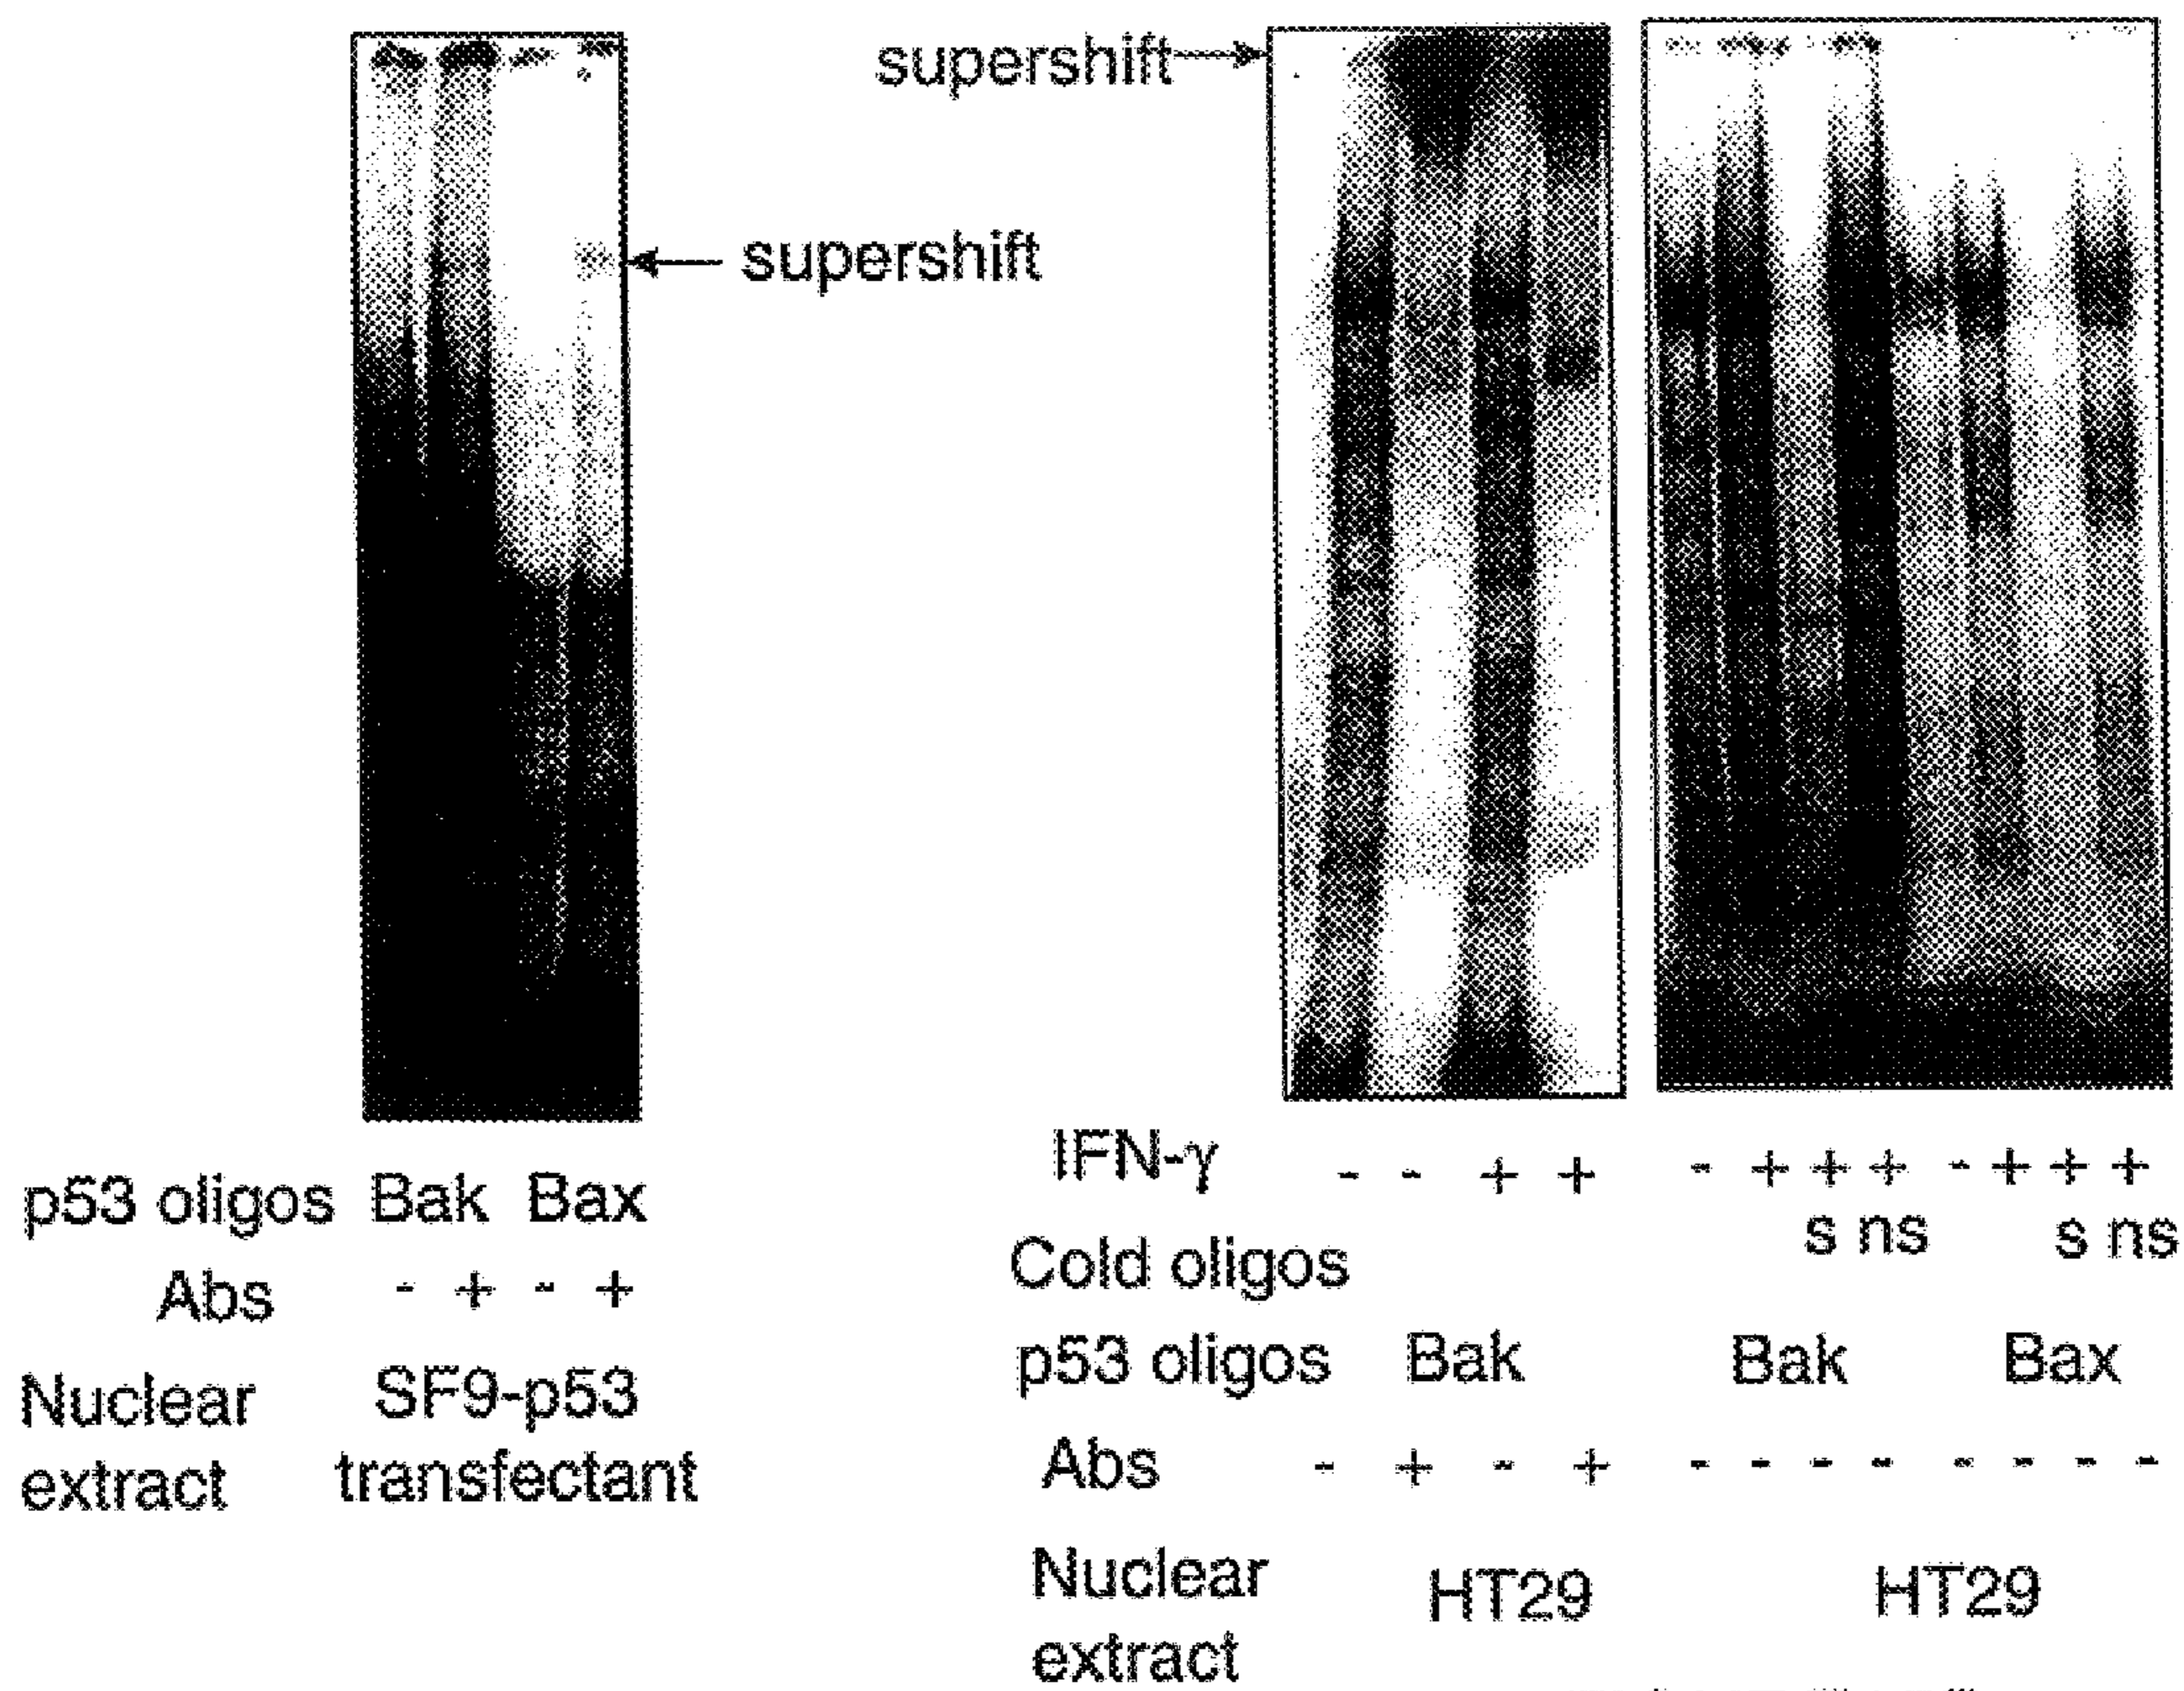 supershift
supershift
p53 oligos Bak Bax
Abs - + - +
Nuclear extract SF9-p53 transfectant
IFN-γ - - + + - + + + - + + +
Cold oligos s ns s ns
p53 oligos Bak Bak Bax
Abs - + - + - - - - - - - -
Nuclear extract HT29 HT29